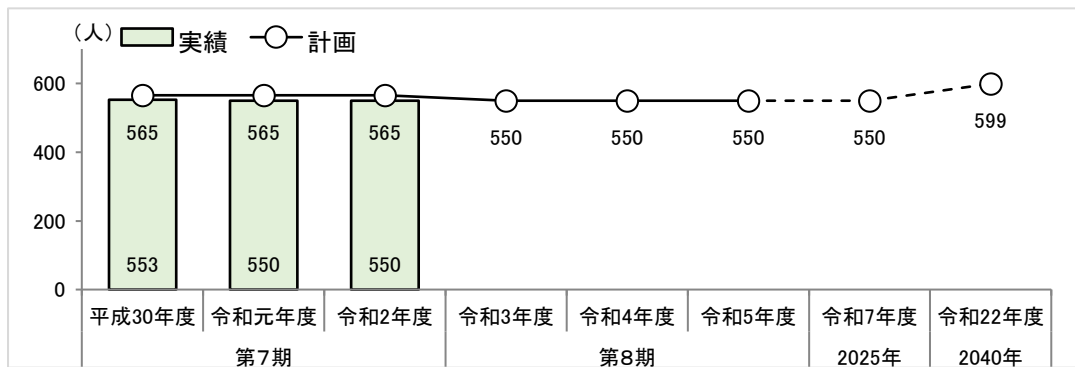 (人) 実績 計画
600
400
200
0
565 565 565 550 550 550 550 599
553 550 550
平成30年度 令和元年度 令和2年度 令和3年度 令和4年度 令和5年度 令和7年度 令和22年度
第7期 第8期 2025年 2040年